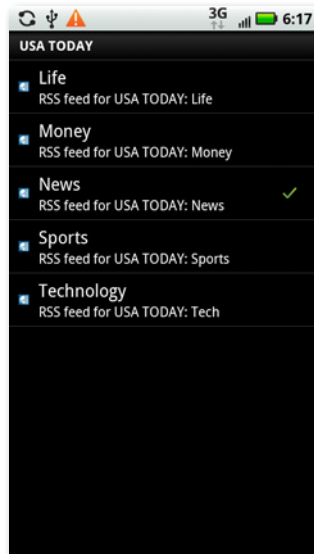 3G 6:17
USA TODAY
Life
RSS feed for USA TODAY: Life
Money
RSS feed for USA TODAY: Money
News
RSS feed for USA TODAY: News
Sports
RSS feed for USA TODAY: Sports
Technology
RSS feed for USA TODAY: Tech